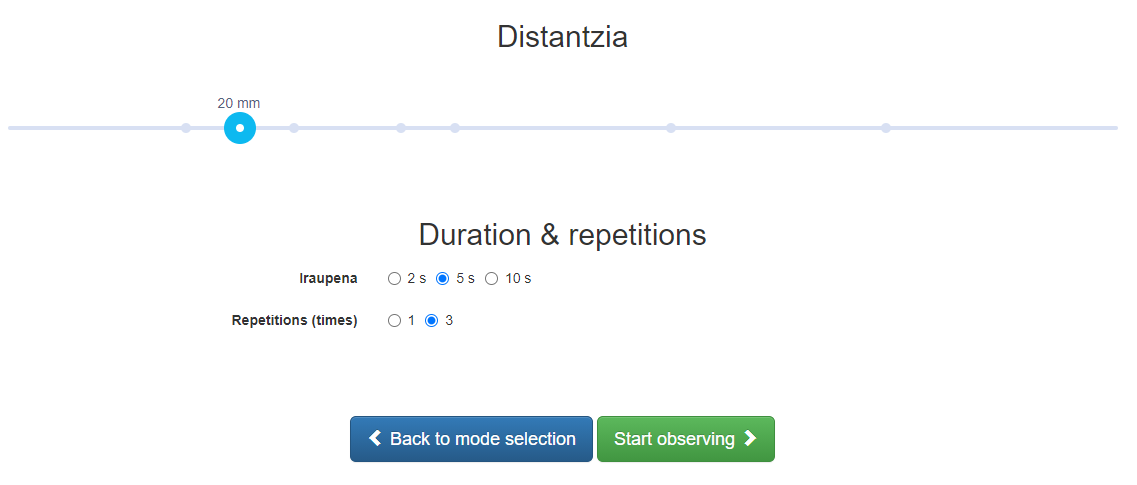 Distantzia
20 mm
Duration & repetitions
Iraupena 2 s 5 s 10 s
Repetitions (times) 1 3
Back to mode selection Start observing